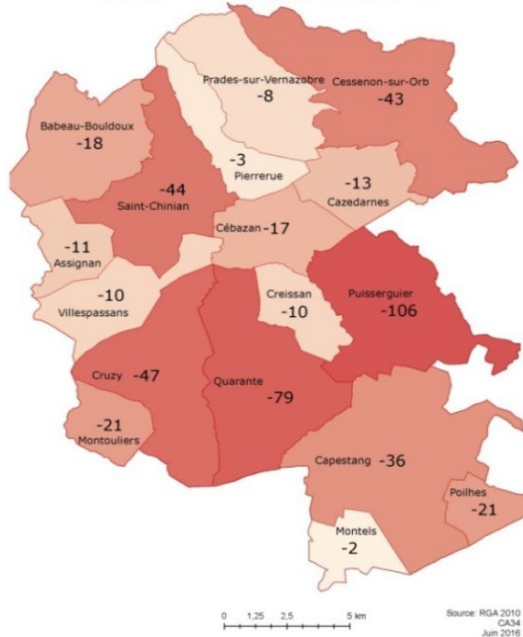 Prades-sur-Vernazobre
-8
Cessenon-sur-Orb
-43
Babeau-Bouldoux
-18
-3
Pierrerue
-44
Saint-Chinian
-13
Cazedarnes
Cébazan -17
-11
Assignan
-10
Villespassans
Creissan
-10
Puisserguier
-106
Cruzy -47
Quarante
-79
-21
Montouliers
Capestang -36
Poilhes
-21
Montels
-2
0 1,25 2,5 5 km
Source: RGA 2010
CA34
Juin 2016